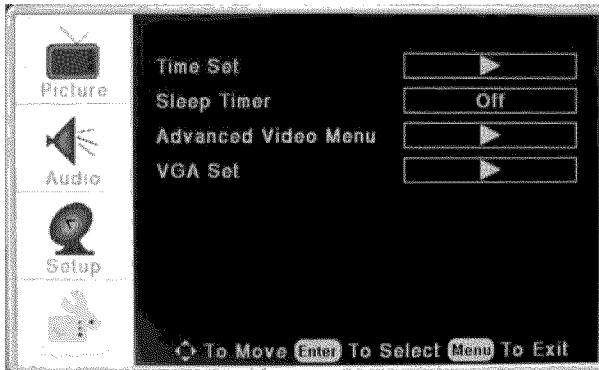 Picture
Audio
Setup
Time Set
Sleep Timer Off
Advanced Video Menu
VGA Set
To Move Enter To Select Menu To Exit